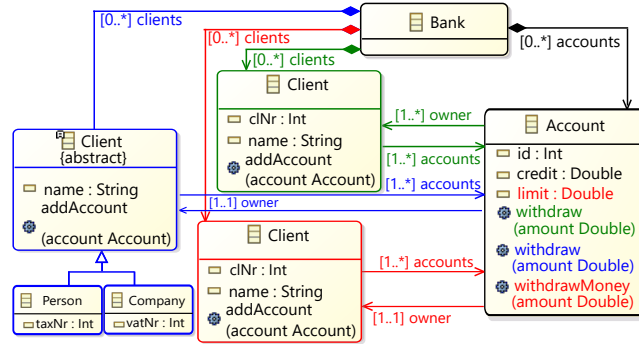 [0..*] clients
Bank
[0..*] clients
[0..*] accounts
[0..*] clients
Client
clNr : Int
name : String
addAccount
(account Account)
[1..*] owner
[1..*] accounts
Account
id : Int
credit : Double
limit : Double
withdraw
(amount Double)
withdraw
(amount Double)
withdrawMoney
(amount Double)
Client
{abstract}
name : String
addAccount
(account Account)
[1..*] accounts
[1..1] owner
Client
clNr : Int
name : String
addAccount
(account Account)
[1..*] accounts
[1..1] owner
Person
taxNr : Int
Company
vatNr : Int